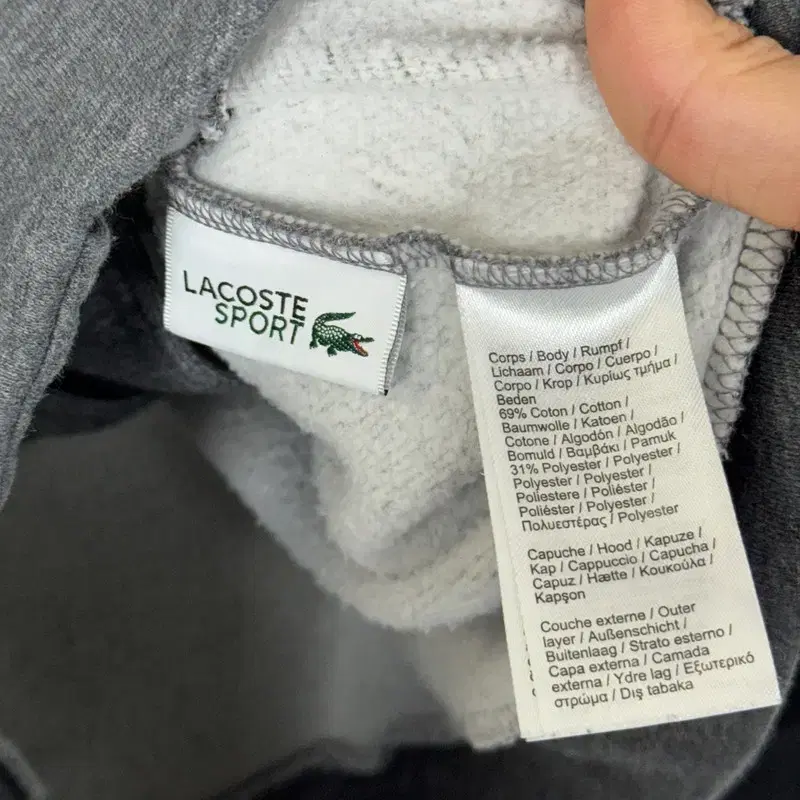 LACOSTE
SPORT
Corps / Body / Rumpf /
Lichaam / Corpo / Cuerpo /
Corpo / Krop / Κυρίως τμήμα /
Beden
69% Coton / Cotton /
Baumwolle / Katoen /
Cotone / Algodón / Algodão /
Bomuld / Βαμβάκι / Pamuk
31% Polyester / Polyester /
Polyester / Polyester /
Poliestere / Poliéster /
Poliéster / Polyester /
Πολυεστέρας / Polyester
Capuche / Hood / Kapuze /
Kap / Cappuccio / Capucha /
Capuz / Hætte / Κουκούλα /
Kapşon
Couche externe / Outer
layer / Außenschicht /
Buitenlaag / Strato esterno /
Capa externa / Camada
externa / Ydre lag / Εξωτερικό
στρώμα / Dış tabaka